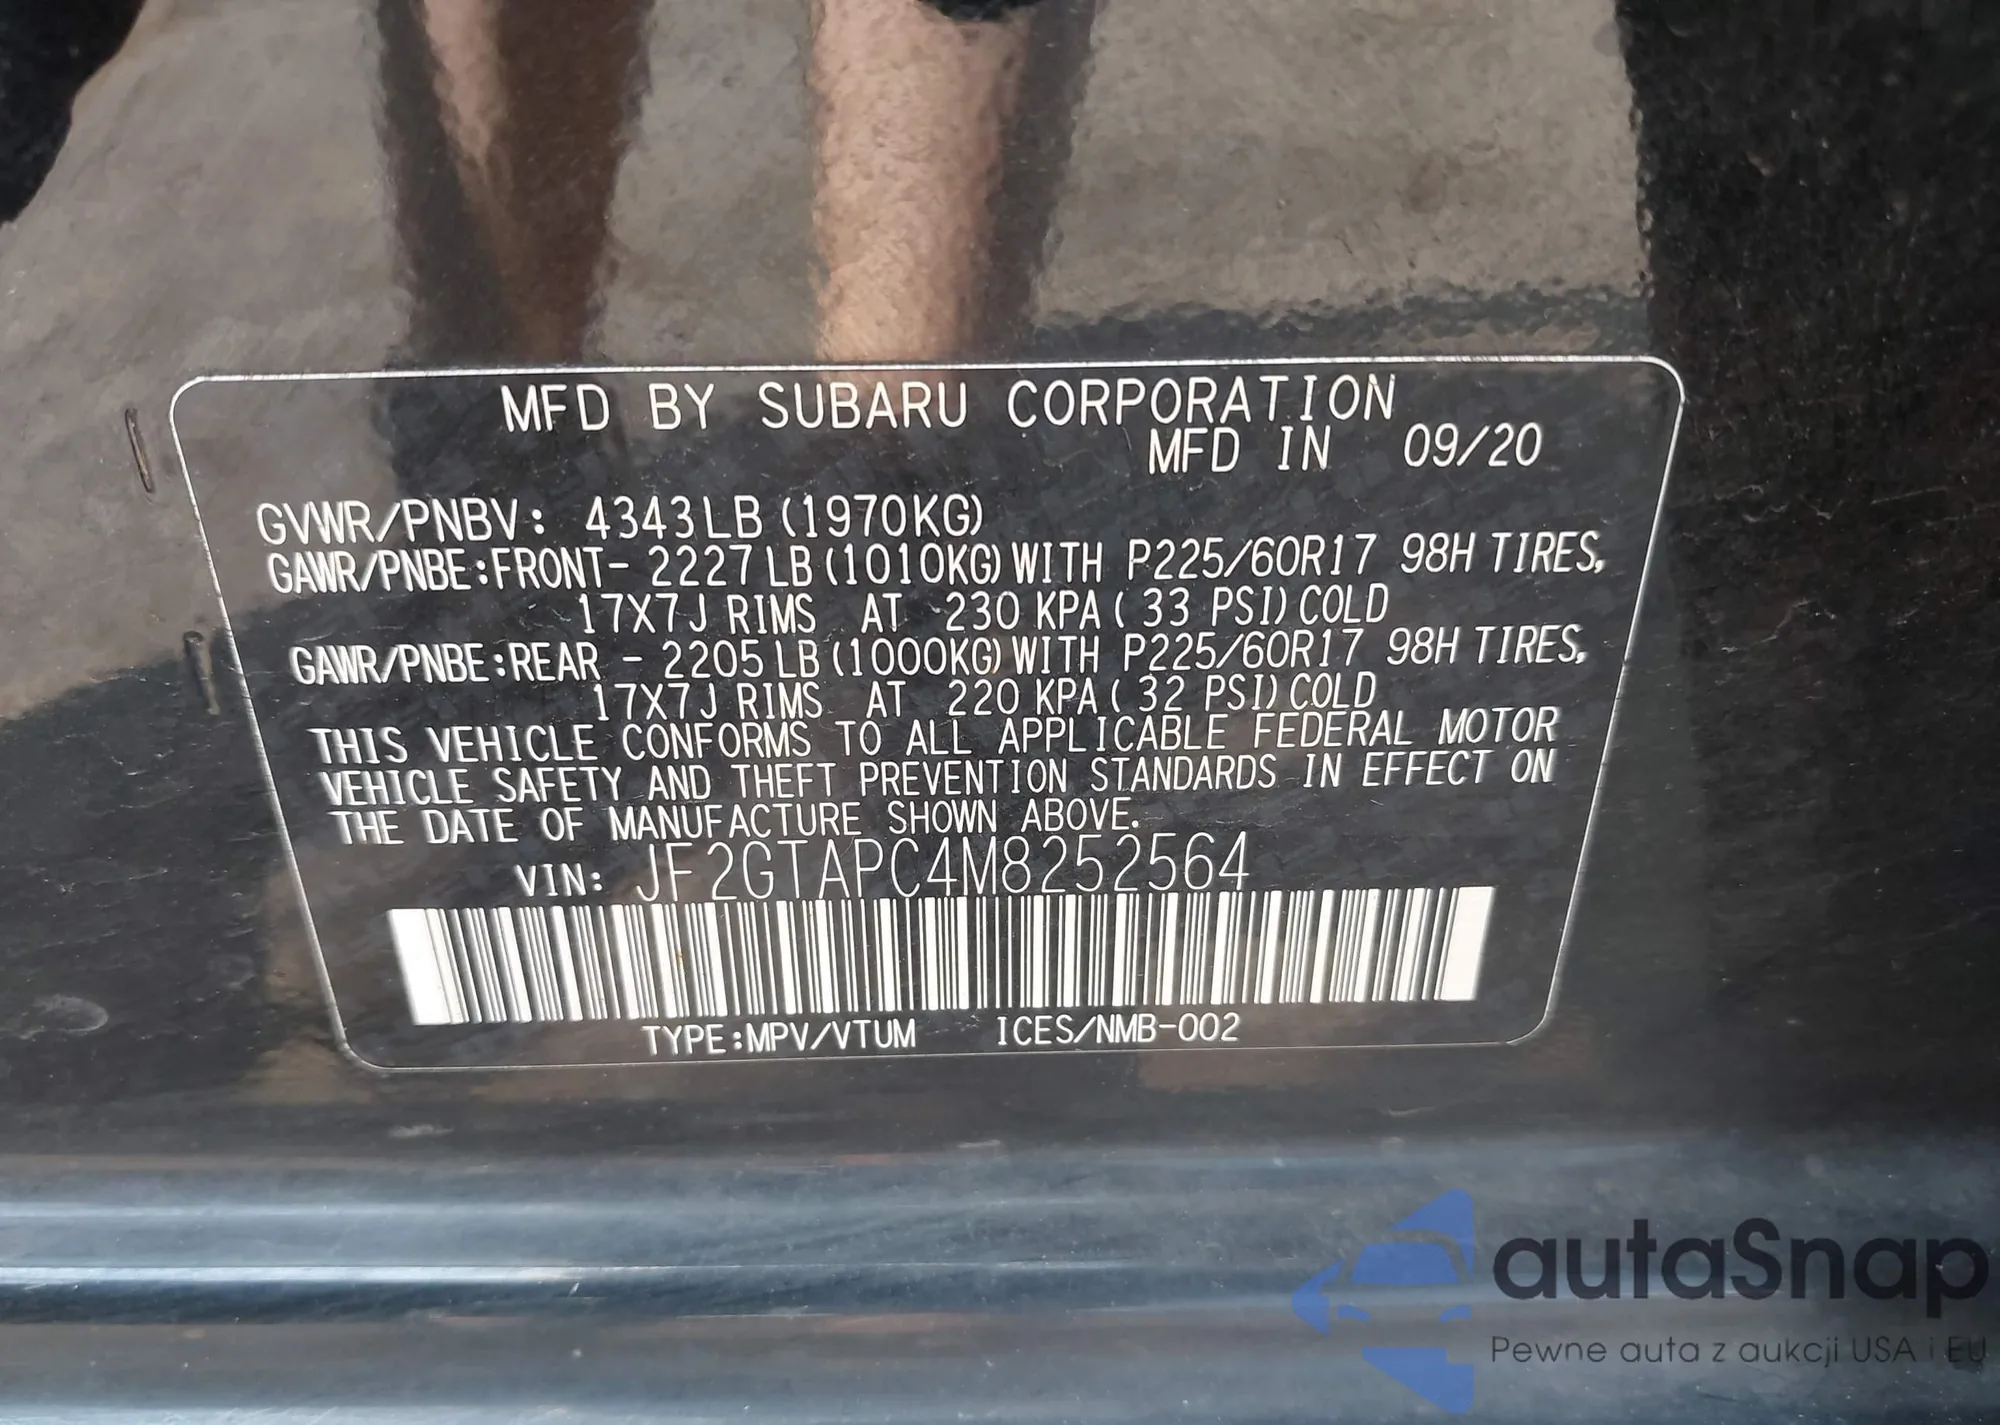 MFD BY SUBARU CORPORATION
MFD IN 09/20
GVWR/PNBV: 4343LB (1970KG)
GAWR/PNBE:FRONT- 2227LB (1010KG) WITH P225/60R17 98H TIRES,
17X7J RIMS AT 230 KPA ( 33 PSI) COLD
GAWR/PNBE:REAR - 2205LB (1000KG) WITH P225/60R17 98H TIRES,
17X7J RIMS AT 220 KPA ( 32 PSI) COLD
THIS VEHICLE CONFORMS TO ALL APPLICABLE FEDERAL MOTOR
VEHICLE SAFETY AND THEFT PREVENTION STANDARDS IN EFFECT ON
THE DATE OF MANUFACTURE SHOWN ABOVE.
VIN: JF2GTAPC4M8252564
TYPE:MPV/VTUM ICES/NMB-002
autaSnap
Pewne auta z aukcji USA i EU